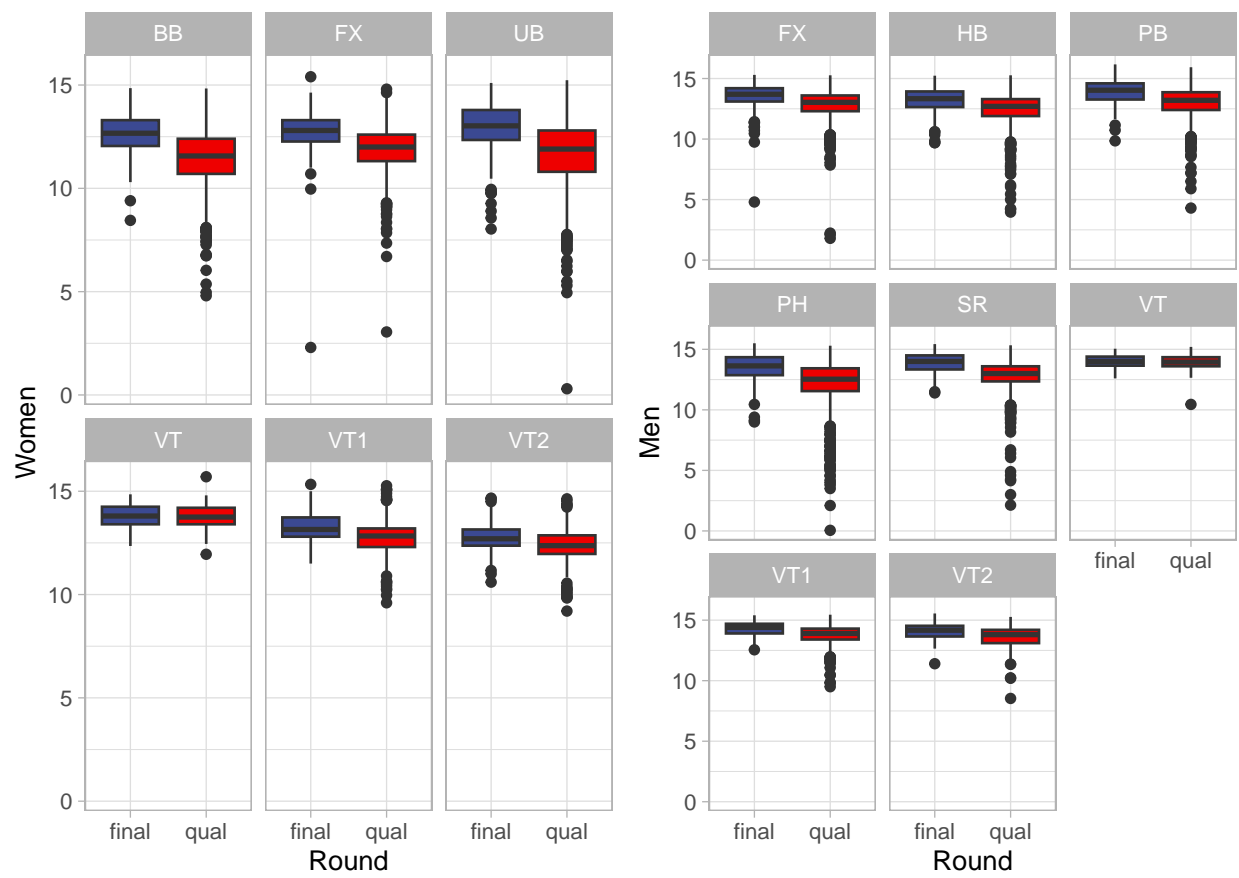 Women
BB FX UB
15
10
5
0
VT VT1 VT2
15
10
5
0
final qual final qual final qual
Round
Men
FX HB PB
15
10
5
0
PH SR VT
15
10
5
0
final qual
VT1 VT2
15
10
5
0
final qual final qual
Round